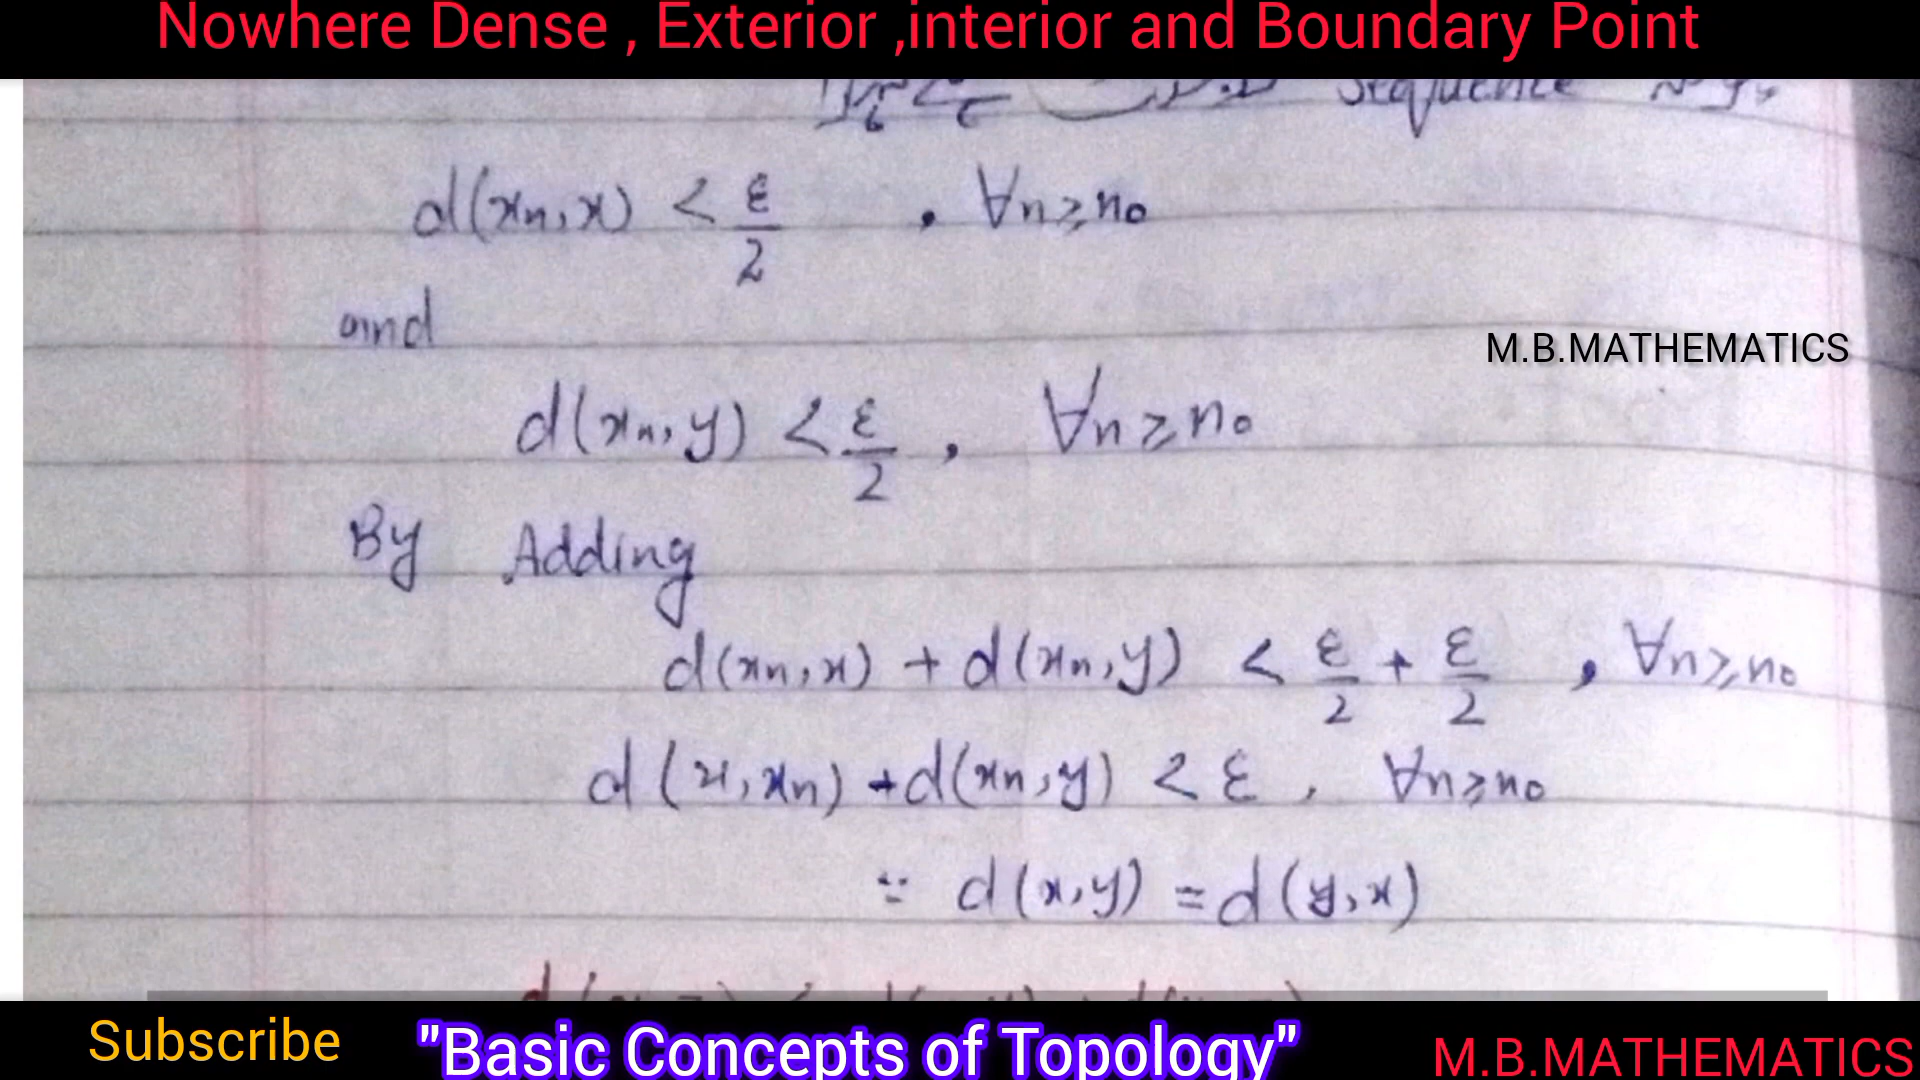 Nowhere Dense , Exterior ,interior and Boundary Point
sequence
d(xn,x) < ε/2 , ∀n≥n₀
and
M.B.MATHEMATICS
d(xn,y) < ε/2 , ∀n≥n₀
By Adding
d(xn,x) + d(xn,y) < ε/2 + ε/2 , ∀n≥n₀
d(x,xn) + d(xn,y) < ε , ∀n≥n₀
∵ d(x,y) = d(y,x)
Subscribe
"Basic Concepts of Topology"
M.B.MATHEMATICS